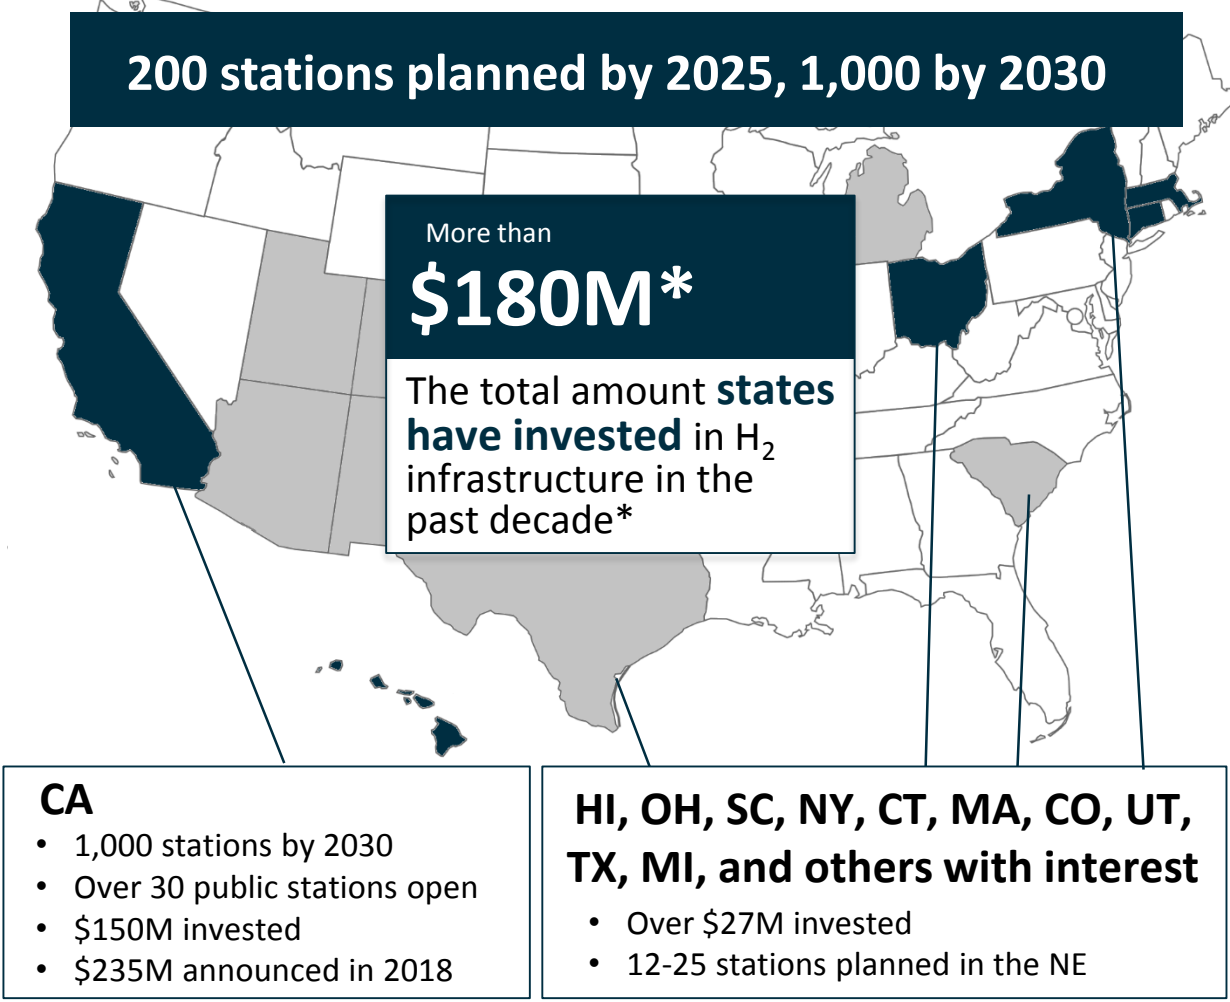 200 stations planned by 2025, 1,000 by 2030
More than
$180M*
The total amount states
have invested in H₂
infrastructure in the
past decade*
CA
• 1,000 stations by 2030
• Over 30 public stations open
• $150M invested
• $235M announced in 2018
HI, OH, SC, NY, CT, MA, CO, UT,
TX, MI, and others with interest
• Over $27M invested
• 12-25 stations planned in the NE